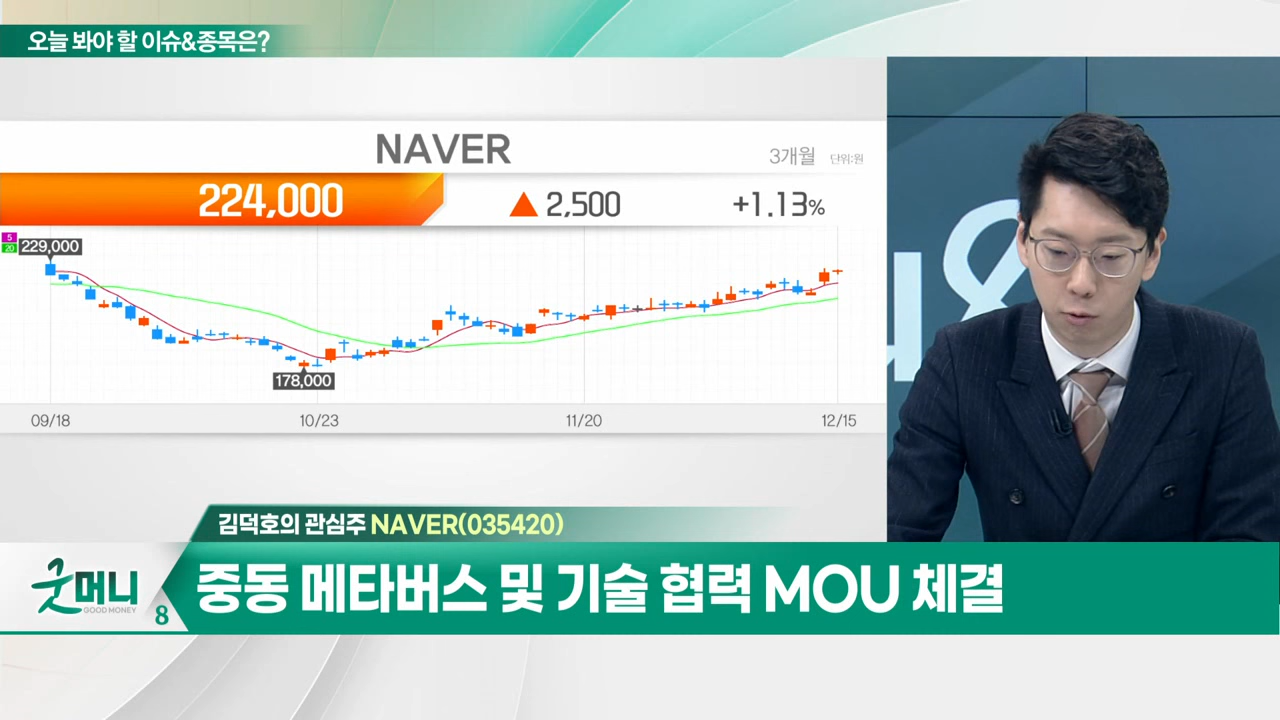 오늘 봐야 할 이슈&종목은?
NAVER
3개월 단위:원
224,000 ▲ 2,500 +1.13%
5
20
229,000
178,000
09/18 10/23 11/20 12/15
김덕호의 관심주 NAVER(035420)
굿머니
GOOD MONEY
8
중동 메타버스 및 기술 협력 MOU 체결